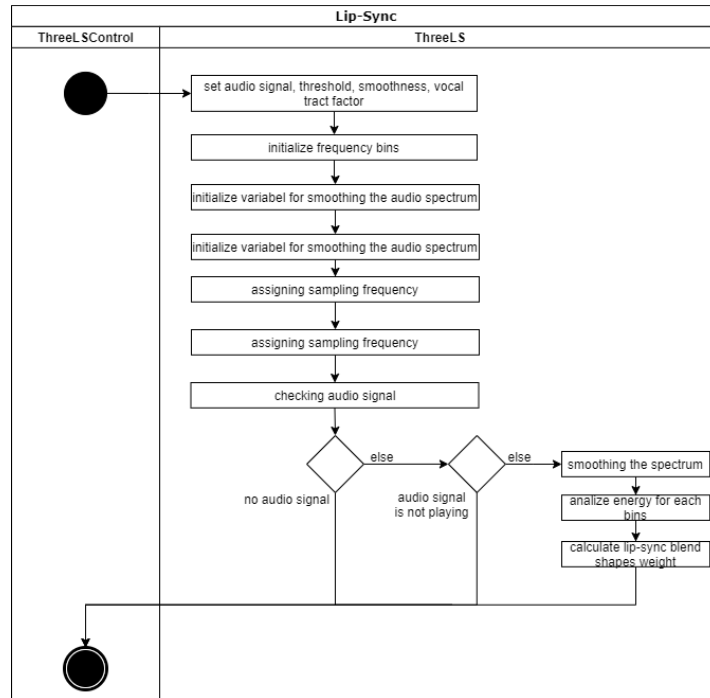 Lip-Sync
ThreeLSControl
ThreeLS
set audio signal, threshold, smoothness, vocal
tract factor
initialize frequency bins
initialize variabel for smoothing the audio spectrum
initialize variabel for smoothing the audio spectrum
assigning sampling frequency
assigning sampling frequency
checking audio signal
else
else
smoothing the spectrum
no audio signal
audio signal
is not playing
analize energy for each
bins
calculate lip-sync blend
shapes weight